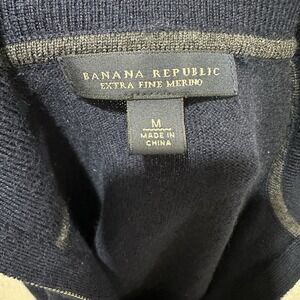 BANANA REPUBLIC
EXTRA FINE MERINO
M
MADE IN
CHINA